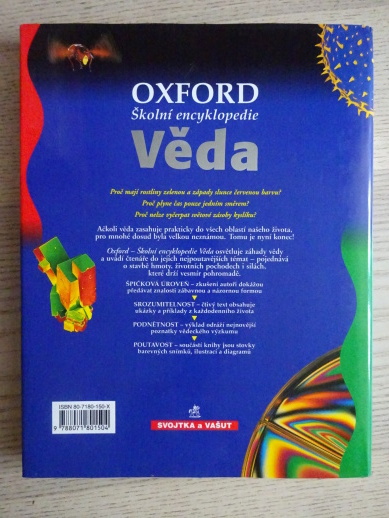 OXFORD
Školní encyklopedie
Věda
Proč mají rostliny zelenou a západy slunce červenou barvu?
Proč plyne čas pouze jedním směrem?
Proč nelze vyčerpat světové zásoby kyslíku?
Ačkoli věda zasahuje prakticky do všech oblastí našeho života,
pro mnohé dosud byla velkou neznámou. Tomu je nyní konec!
Oxford – Školní encyklopedie Věda osvětluje záhady vědy
a uvádí čtenáře do jejích nejpoutavějších témat – pojednává
o stavbě hmoty, životních pochodech i silách,
které drží vesmír pohromadě.
ŠPIČKOVÁ ÚROVEŇ – zkušení autoři dokážou
předávat znalosti zábavnou a názornou formou
SROZUMITELNOST – čtivý text obsahuje
ukázky a příklady z každodenního života
PODNĚTNOST – výklad odráží nejnovější
poznatky vědeckého výzkumu
POUTAVOST – součástí knihy jsou stovky
barevných snímků, ilustrací a diagramů
ISBN 80-7180-150-X
9 788071 801504
SVOJTKA a VAŠUT